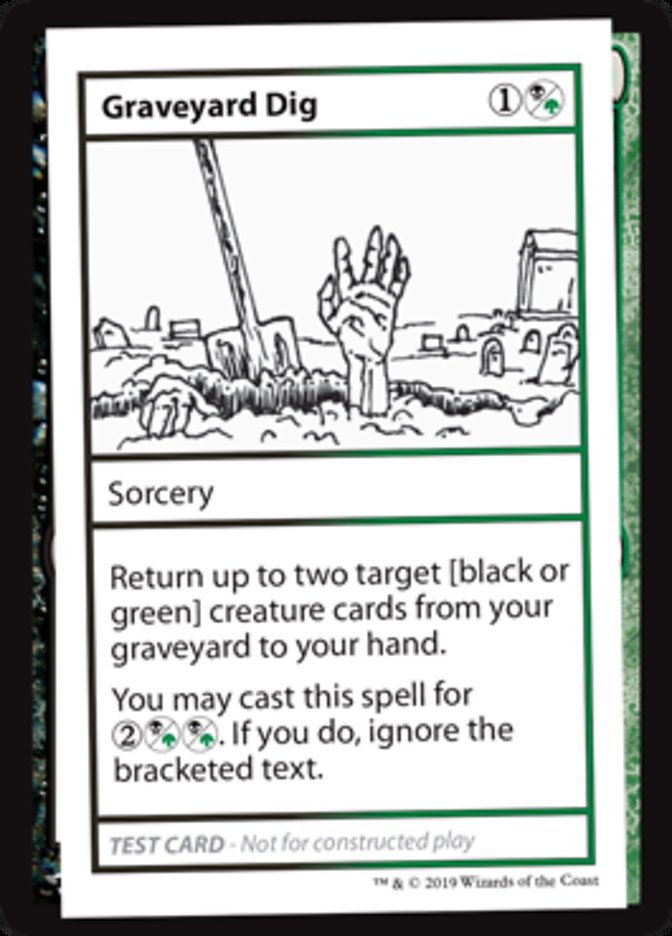 Graveyard Dig 1
Sorcery
Return up to two target [black or
green] creature cards from your
graveyard to your hand.
You may cast this spell for
2. If you do, ignore the
bracketed text.
TEST CARD - Not for constructed play
™ & © 2019 Wizards of the Coast